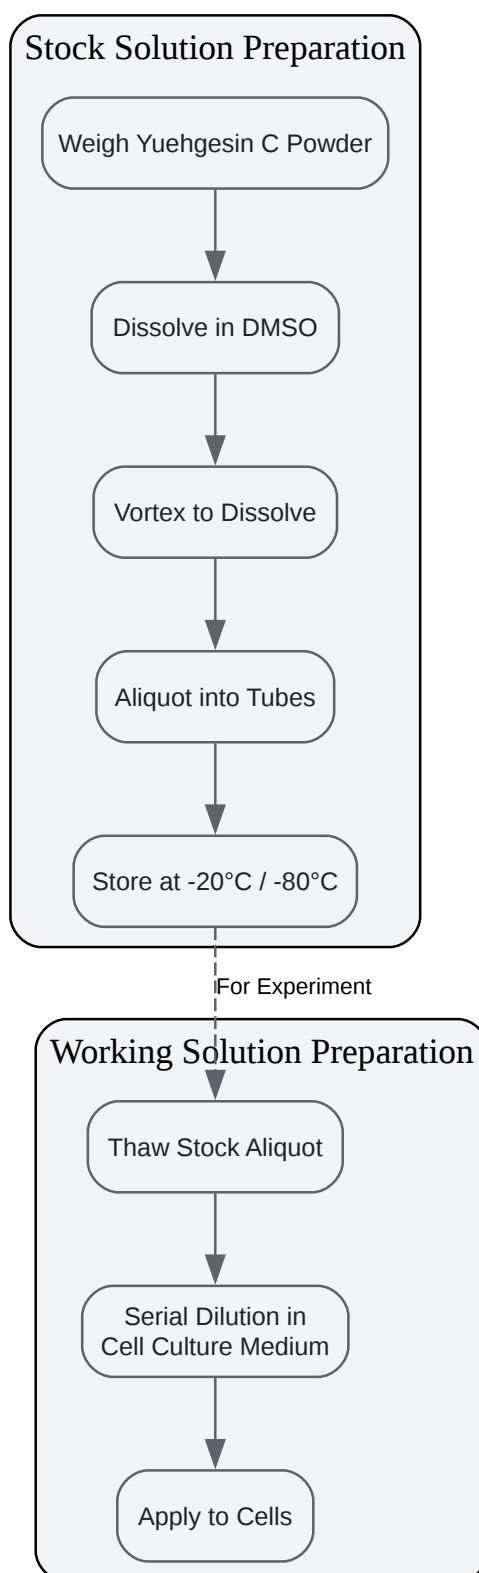 Stock Solution Preparation
Weigh Yuehgesin C Powder
Dissolve in DMSO
Vortex to Dissolve
Aliquot into Tubes
Store at -20°C / -80°C
For Experiment
Working Solution Preparation
Thaw Stock Aliquot
Serial Dilution in
Cell Culture Medium
Apply to Cells